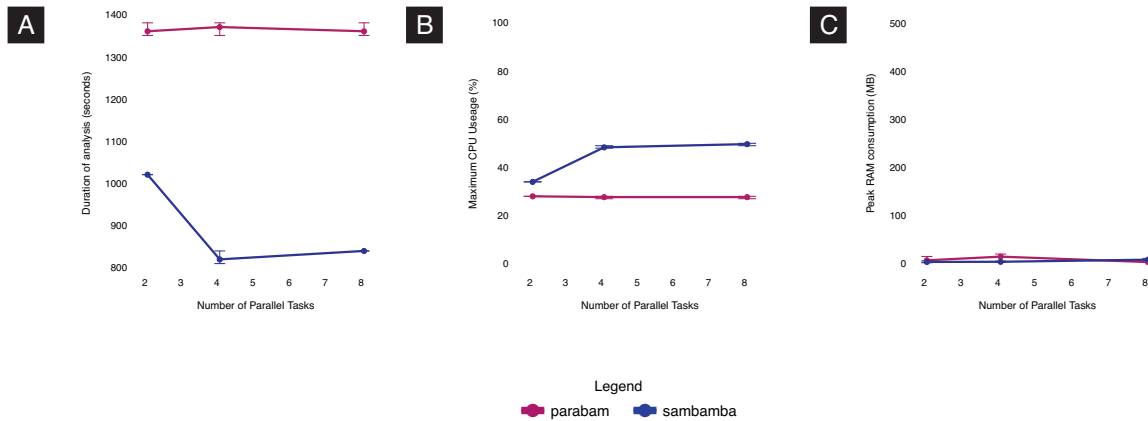 A
1400
1300
1200
1100
1000
900
800
Duration of analysis (seconds)
2 3 4 5 6 7 8
Number of Parallel Tasks
B
100
80
60
40
20
0
Maximum CPU Useage (%)
2 3 4 5 6 7 8
Number of Parallel Tasks
C
500
400
300
200
100
0
Peak RAM consumption (MB)
2 3 4 5 6 7 8
Number of Parallel Tasks
Legend
parabam sambamba